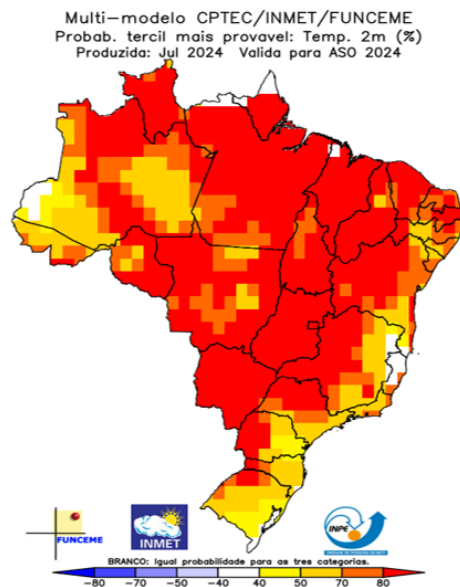 Multi-modelo CPTEC/INMET/FUNCEME
Probab. tercil mais provavel: Temp. 2m (%)
Produzida: Jul 2024 Valida para ASO 2024
FUNCEME
INMET
INPE
BRANCO: Igual probabilidade para as tres categorias.
-80 -70 -50 -40 40 50 70 80